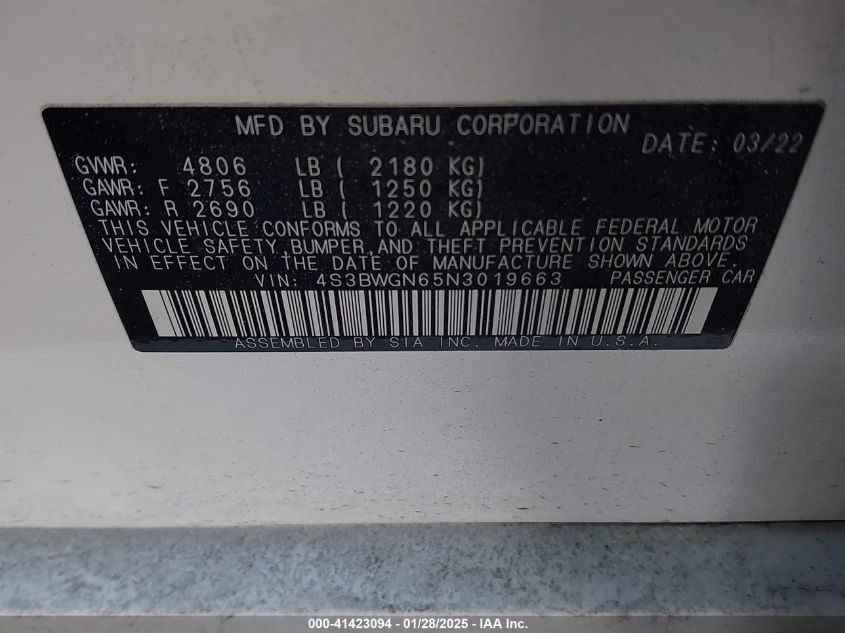 MFD BY SUBARU CORPORATION
DATE: 03/22
GVWR: 4806 LB ( 2180 KG)
GAWR: F 2756 LB ( 1250 KG)
GAWR: R 2690 LB ( 1220 KG)
THIS VEHICLE CONFORMS TO ALL APPLICABLE FEDERAL MOTOR
VEHICLE SAFETY, BUMPER, AND THEFT PREVENTION STANDARDS
IN EFFECT ON THE DATE OF MANUFACTURE SHOWN ABOVE.
VIN: 4S3BWGN65N3019663 PASSENGER CAR
ASSEMBLED BY SIA INC. MADE IN U.S.A.
000-41423094 - 01/28/2025 - IAA Inc.